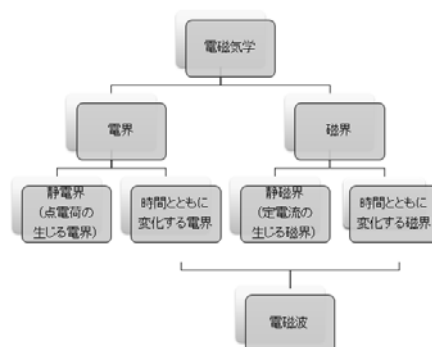 電磁気学
電界
磁界
静電界
(点電荷の
生じる電界)
時間とともに
変化する電界
静磁界
(定電流の
生じる磁界)
時間とともに
変化する磁界
電磁波